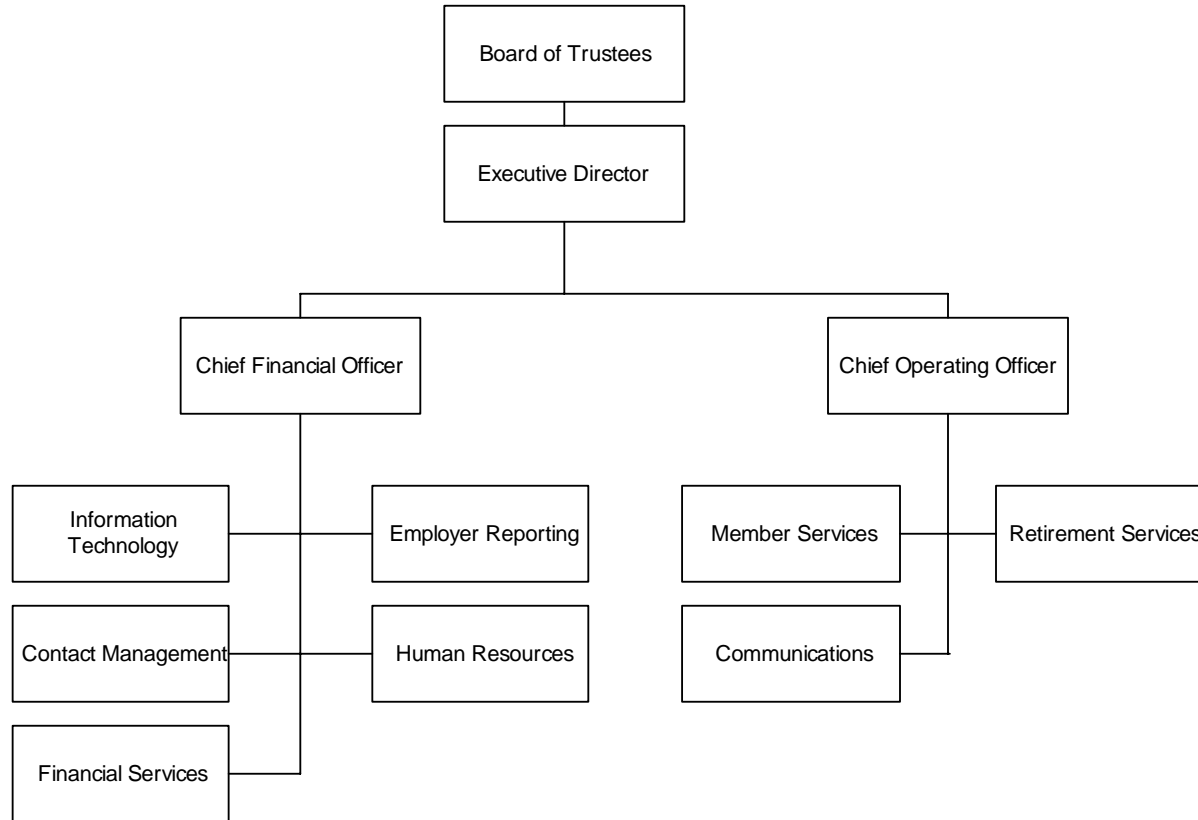 Board of Trustees
Executive Director
Chief Financial Officer
Chief Operating Officer
Information
Technology
Employer Reporting
Member Services
Retirement Services
Contact Management
Human Resources
Communications
Financial Services